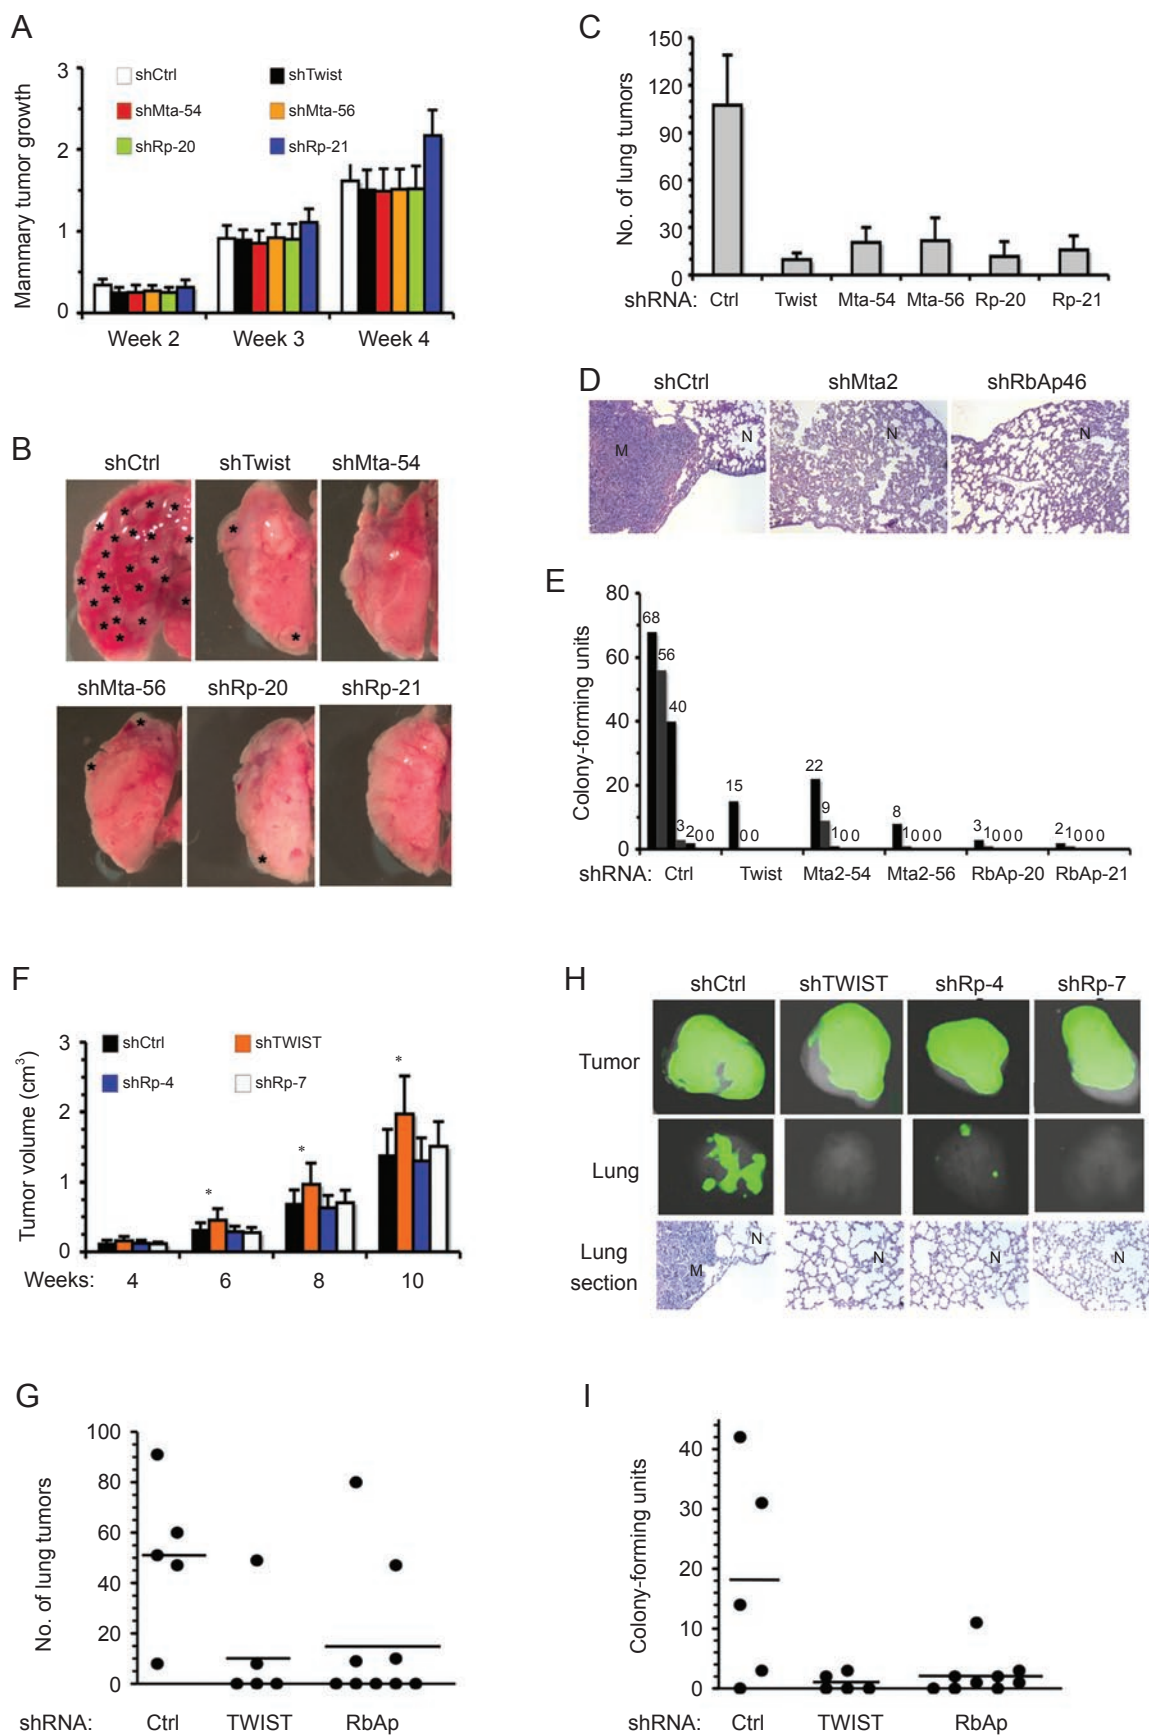 A
3
2
1
0
Mammary tumor growth
shCtrl
shTwist
shMta-54
shMta-56
shRp-20
shRp-21
Week 2
Week 3
Week 4
C
150
120
90
60
30
0
No. of lung tumors
shRNA:
Ctrl
Twist
Mta-54
Mta-56
Rp-20
Rp-21
B
shCtrl
shTwist
shMta-54
* * * * * * * * * * * * * * * * * * * *
* *
shMta-56
shRp-20
shRp-21
* *
*
D
shCtrl
shMta2
shRbAp46
M
N
N
N
E
80
60
40
20
0
Colony-forming units
68
56
40
3
2
0
0
15
0
0
22
9
1
0
0
8
1
0
0
0
3
1
0
0
0
0
2
1
0
0
0
shRNA:
Ctrl
Twist
Mta2-54
Mta2-56
RbAp-20
RbAp-21
F
3
2
1
0
Tumor volume (cm³)
shCtrl
shTWIST
shRp-4
shRp-7
*
*
*
Weeks:
4
6
8
10
H
shCtrl
shTWIST
shRp-4
shRp-7
Tumor
Lung
Lung
section
M
N
N
N
N
G
100
80
60
40
20
0
No. of lung tumors
shRNA:
Ctrl
TWIST
RbAp
I
40
30
20
10
0
Colony-forming units
shRNA:
Ctrl
TWIST
RbAp